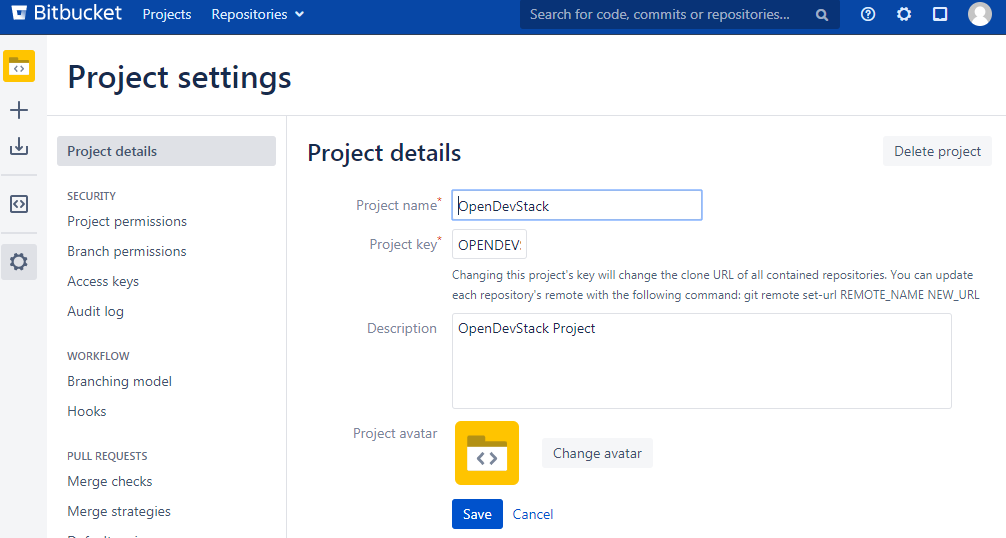 Bitbucket Projects Repositories Search for code, commits or repositories...
Project settings
Project details
SECURITY
Project permissions
Branch permissions
Access keys
Audit log
WORKFLOW
Branching model
Hooks
PULL REQUESTS
Merge checks
Merge strategies
Project details
Delete project
Project name* OpenDevStack
Project key* OPENDEV
Changing this project's key will change the clone URL of all contained repositories. You can update
each repository's remote with the following command: git remote set-url REMOTE_NAME NEW_URL
Description OpenDevStack Project
Project avatar
Change avatar
Save Cancel